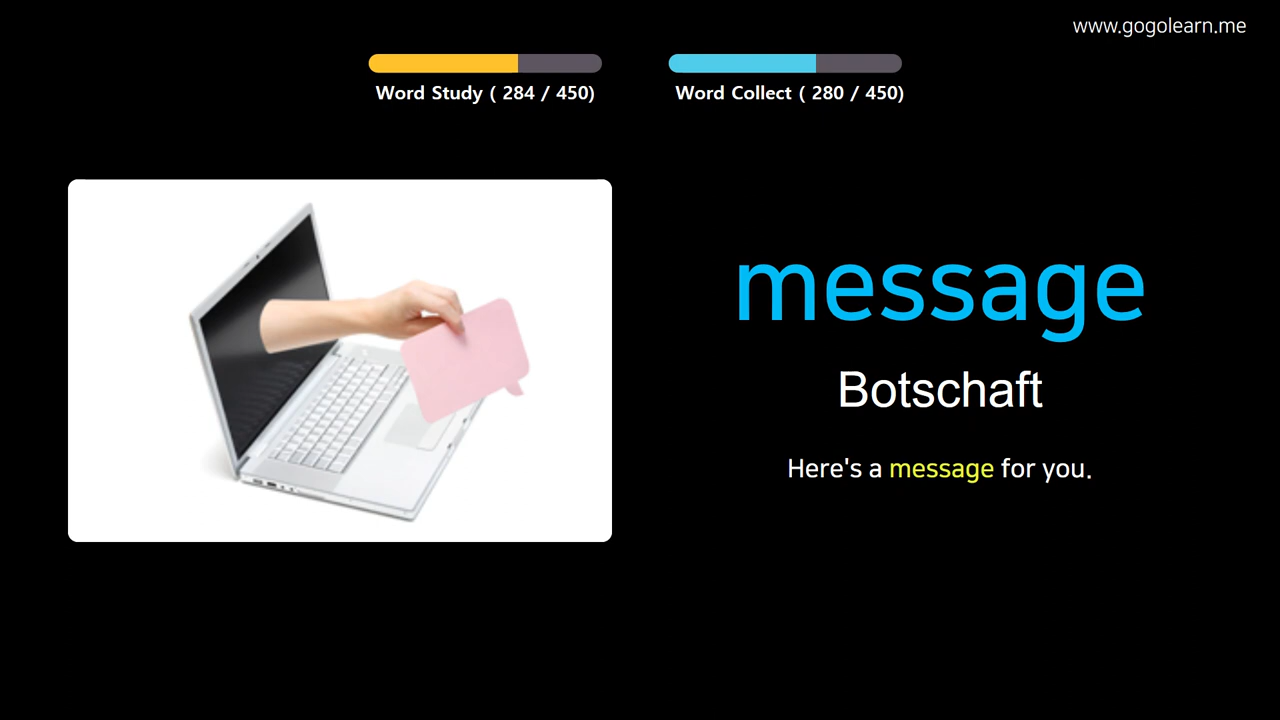 www.gogolearn.me
Word Study ( 284 / 450)
Word Collect ( 280 / 450)
message
Botschaft
Here's a message for you.